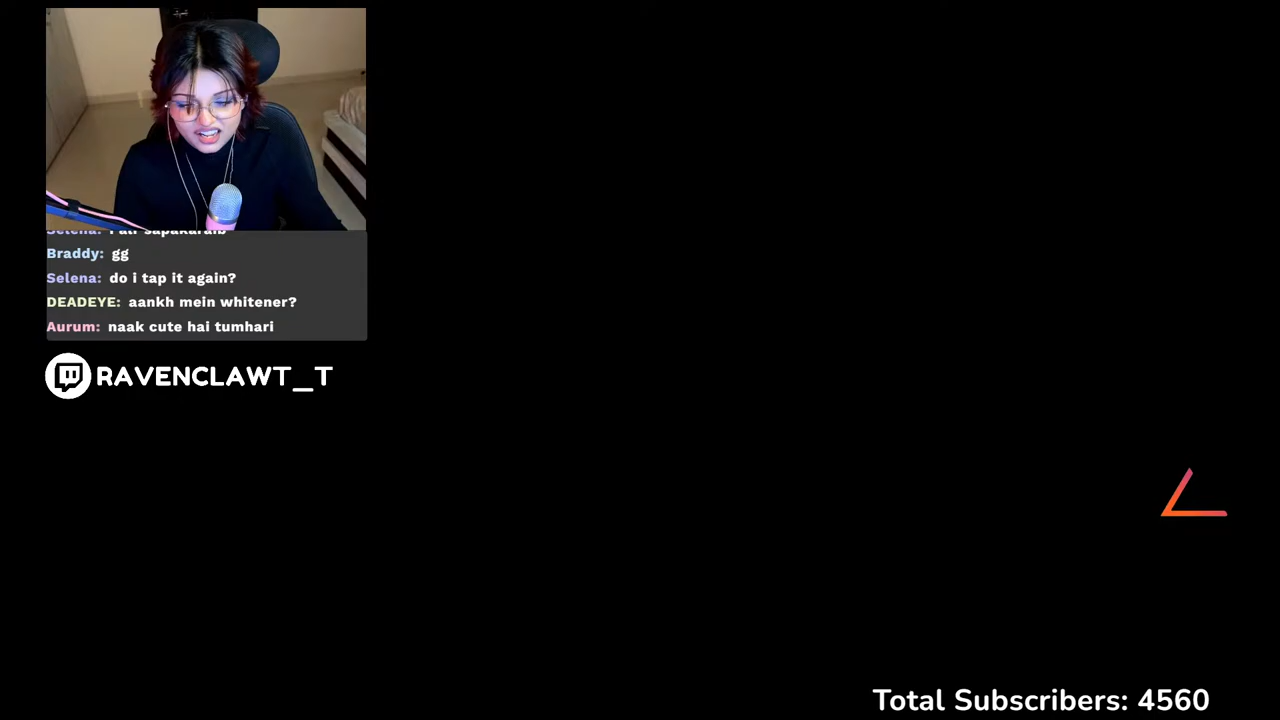 Braddy: gg
Selena: do i tap it again?
DEADEYE: aankh mein whitener?
Aurum: naak cute hai tumhari
RAVENCLAWT_T
Total Subscribers: 4560